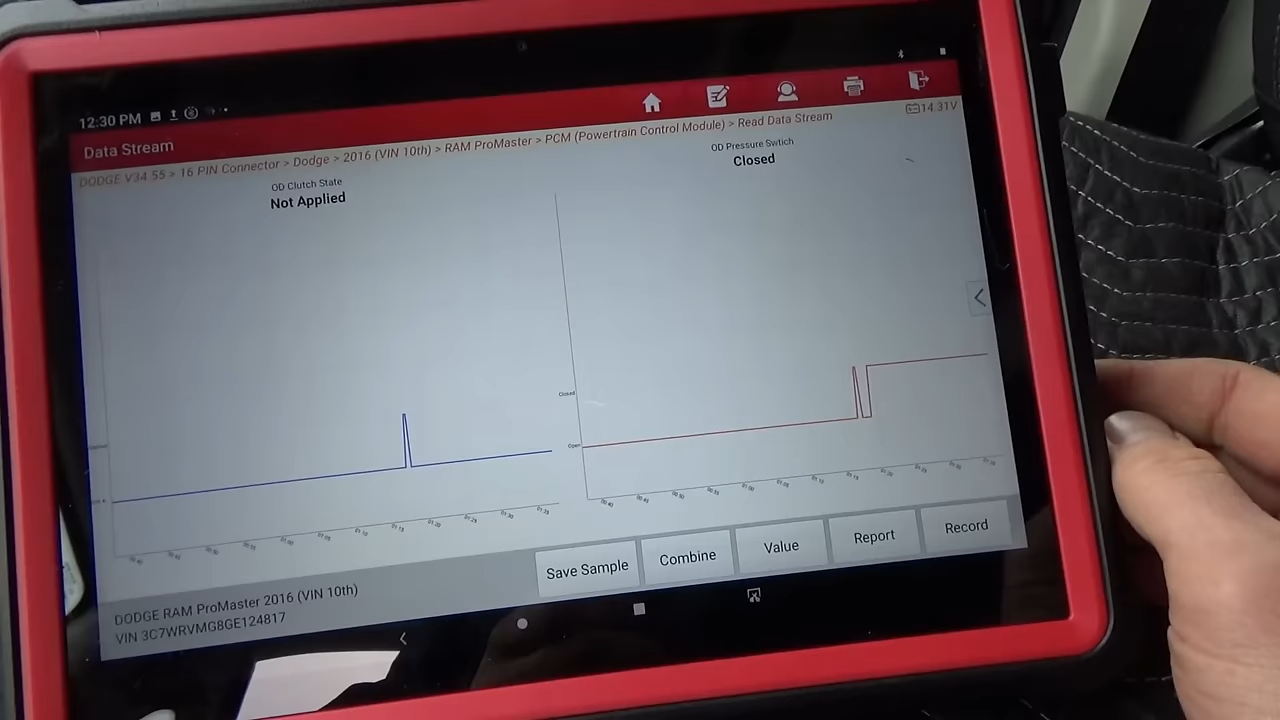 12:30 PM
Data Stream
14.31V
DODGE V34.55 > 16 PIN Connector > Dodge > 2016 (VIN 10th) > RAM ProMaster > PCM (Powertrain Control Module) > Read Data Stream
OD Clutch State
Not Applied
OD Pressure Swtich
Closed
Closed
Open
Save Sample
Combine
Value
Report
Record
DODGE RAM ProMaster 2016 (VIN 10th)
VIN 3C7WRVMG8GE124817